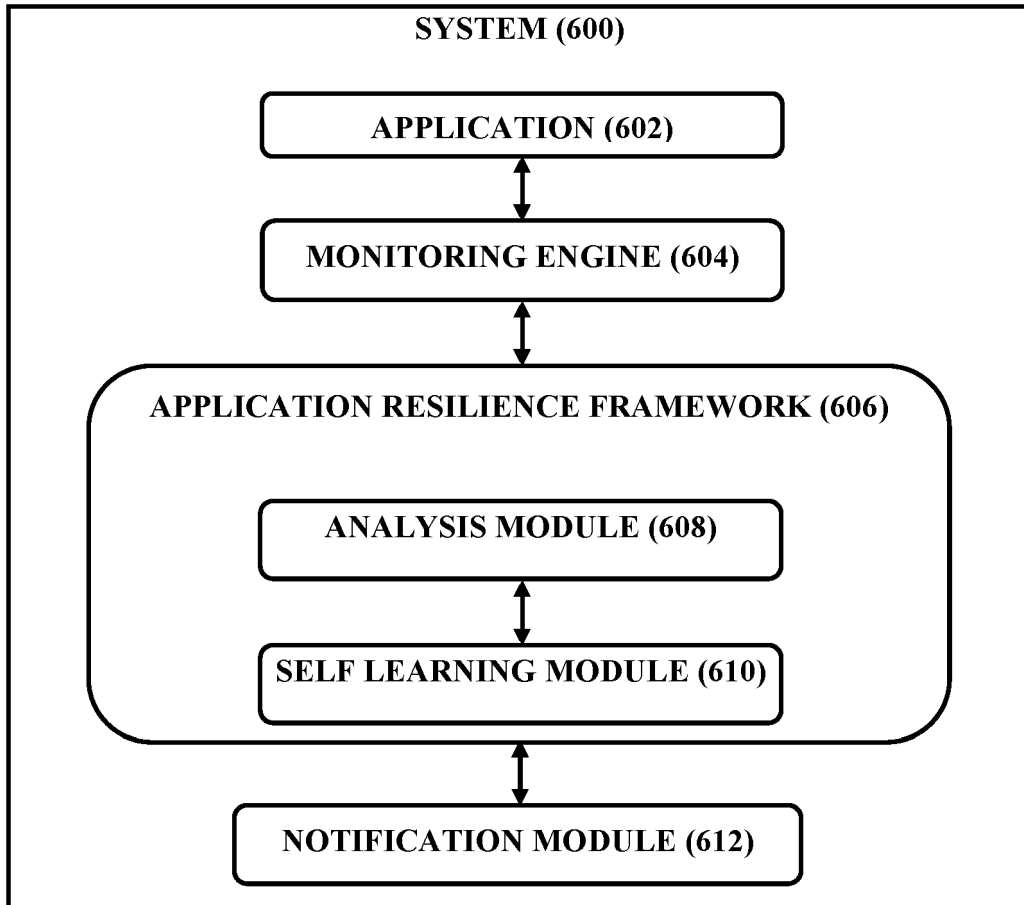 SYSTEM (600)
APPLICATION (602)
MONITORING ENGINE (604)
APPLICATION RESILIENCE FRAMEWORK (606)
ANALYSIS MODULE (608)
SELF LEARNING MODULE (610)
NOTIFICATION MODULE (612)